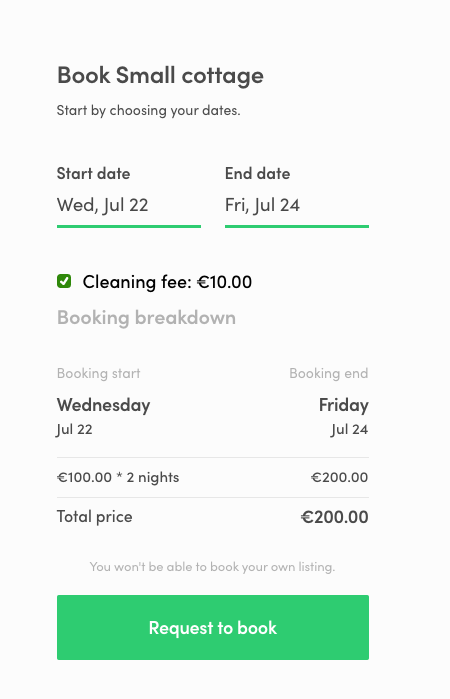 Book Small cottage
Start by choosing your dates.
Start date End date
Wed, Jul 22 Fri, Jul 24
Cleaning fee: €10.00
Booking breakdown
Booking start Booking end
Wednesday Friday
Jul 22 Jul 24
€100.00 * 2 nights €200.00
Total price €200.00
You won't be able to book your own listing.
Request to book